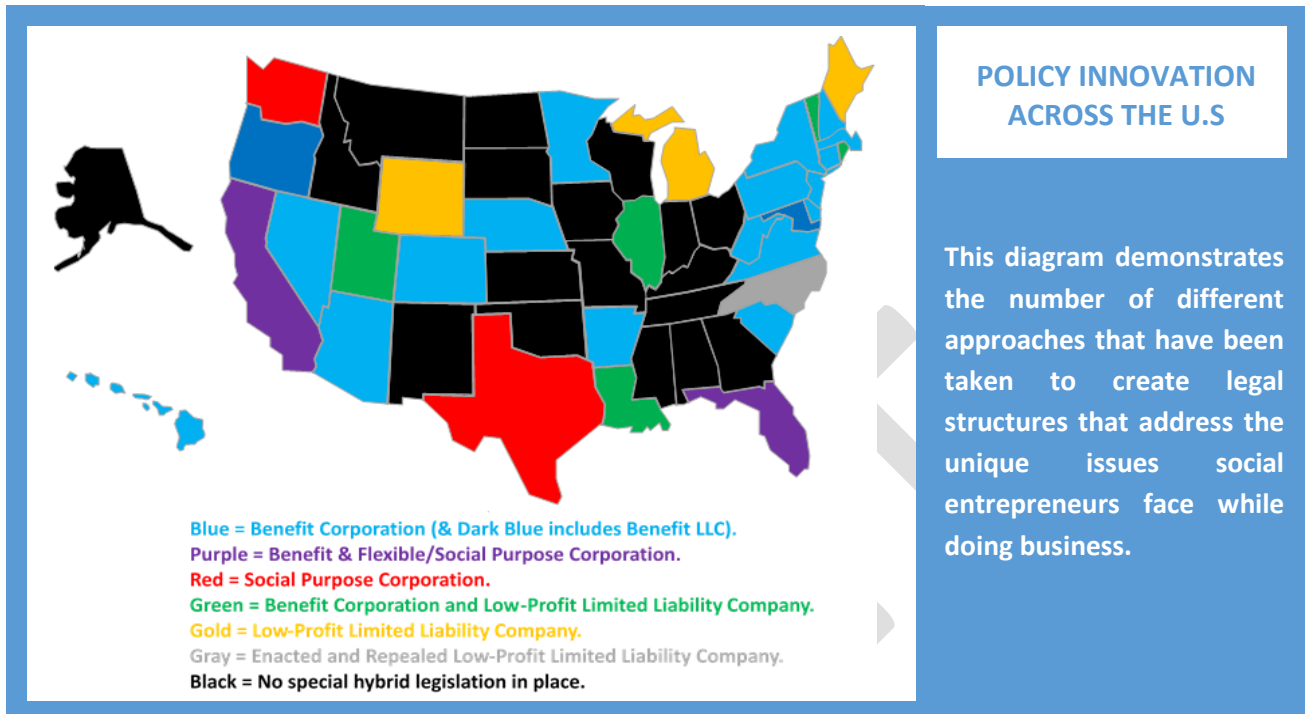 POLICY INNOVATION
ACROSS THE U.S
This diagram demonstrates
the number of different
approaches that have been
taken to create legal
structures that address the
unique issues social
entrepreneurs face while
doing business.
Blue = Benefit Corporation (& Dark Blue includes Benefit LLC).
Purple = Benefit & Flexible/Social Purpose Corporation.
Red = Social Purpose Corporation.
Green = Benefit Corporation and Low-Profit Limited Liability Company.
Gold = Low-Profit Limited Liability Company.
Gray = Enacted and Repealed Low-Profit Limited Liability Company.
Black = No special hybrid legislation in place.